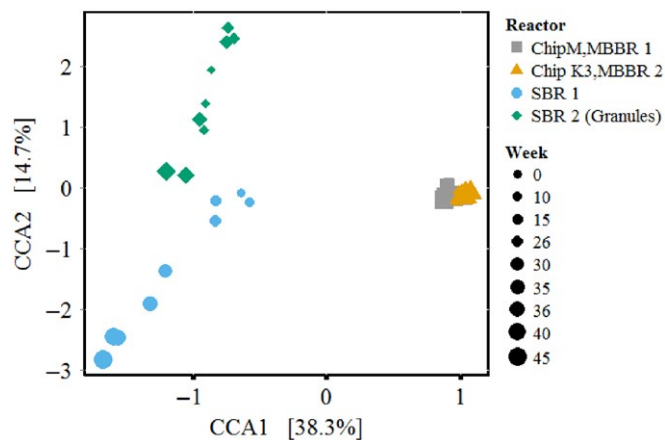 Reactor
ChipM,MBBR 1
Chip K3,MBBR 2
SBR 1
SBR 2 (Granules)
Week
0
10
15
26
30
35
36
40
45
2
1
0
−1
−2
−3
CCA2 [14.7%]
−1
0
1
CCA1 [38.3%]